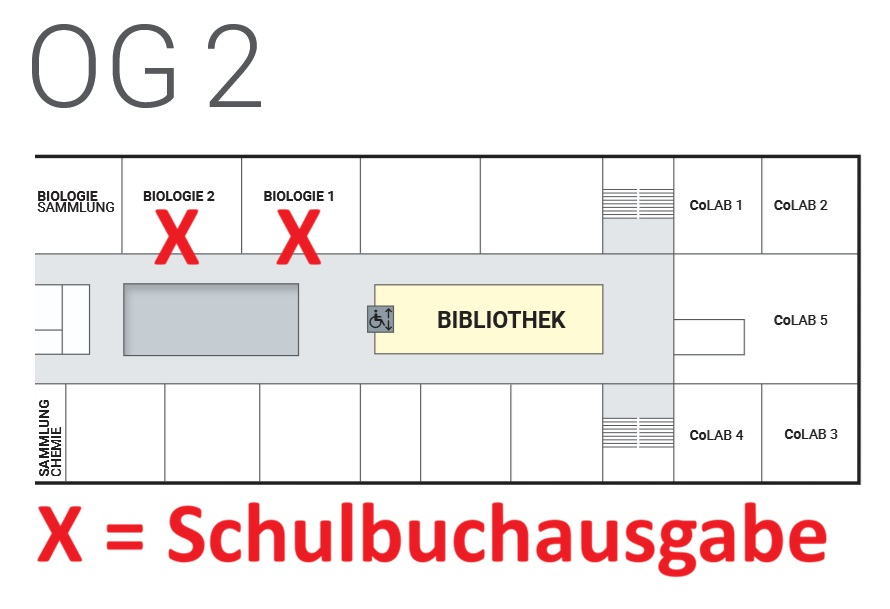 OG 2
BIOLOGIE
SAMMLUNG
BIOLOGIE 2
BIOLOGIE 1
X
X
CoLAB 1
CoLAB 2
BIBLIOTHEK
CoLAB 5
SAMMLUNG
CHEMIE
CoLAB 4
CoLAB 3
X = Schulbuchausgabe